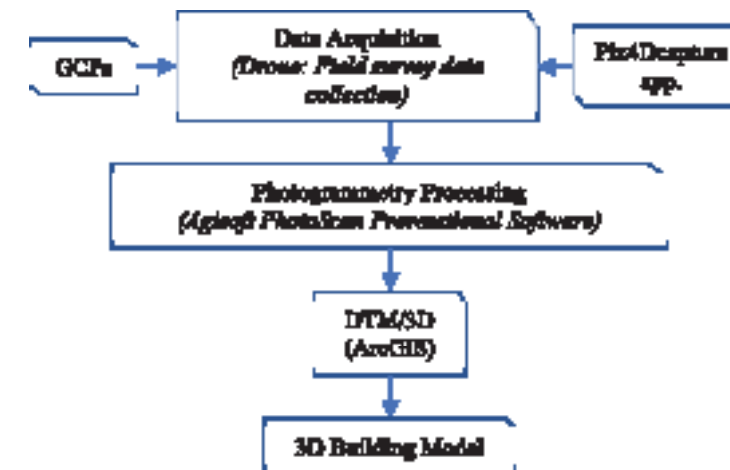 GCPs
Data Acquisition
(Drone: Field survey data
collection)
Pix4Dcapture
app.
Photogrammetry Processing
(Agisoft PhotoScan Software)
DTM/3D
(ArcGIS)
3D Building Model